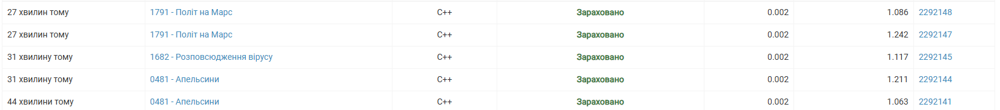 27 хвилин тому 1791 - Політ на Марс C++ Зараховано 0.002 1.086 2292148
27 хвилин тому 1791 - Політ на Марс C++ Зараховано 0.002 1.242 2292147
31 хвилину тому 1682 - Розповсюдження вірусу C++ Зараховано 0.002 1.117 2292145
31 хвилину тому 0481 - Апельсини C++ Зараховано 0.002 1.211 2292144
44 хвилини тому 0481 - Апельсини C++ Зараховано 0.002 1.063 2292141